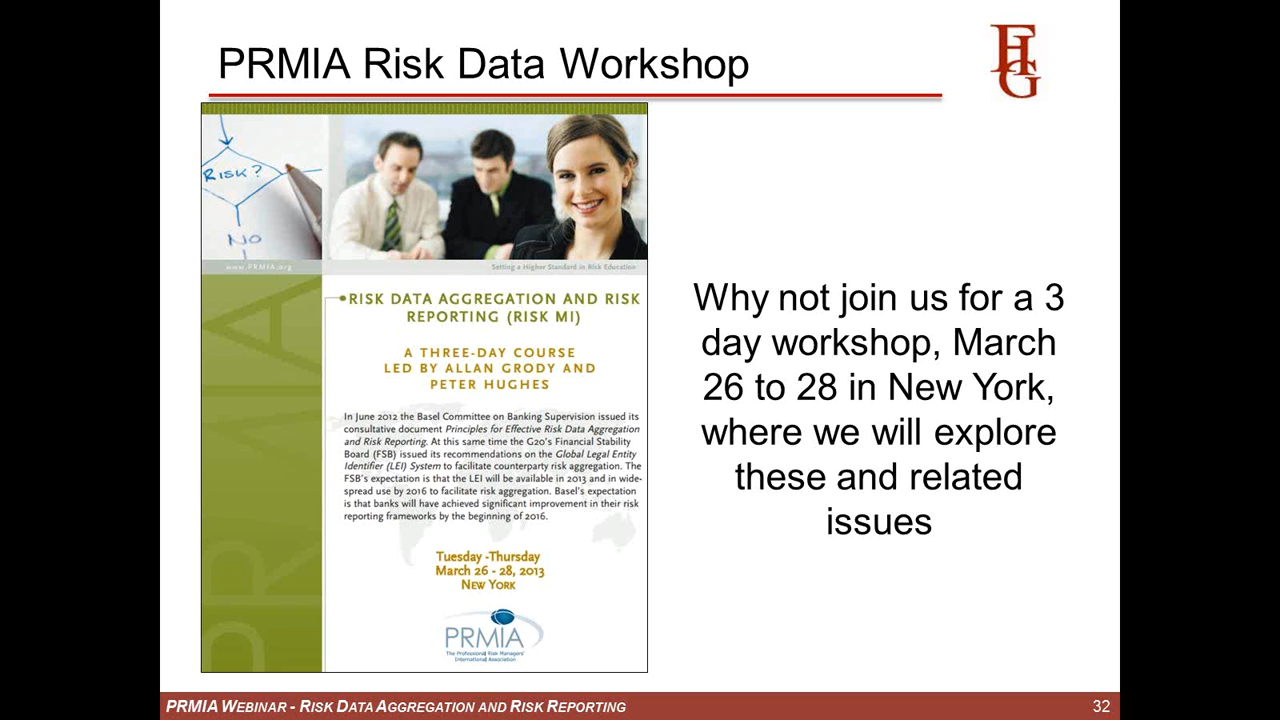 PRMIA Risk Data Workshop
FHG
RISK?
NO
www.PRMIA.org
Setting a Higher Standard in Risk Education
RISK DATA AGGREGATION AND RISK
REPORTING (RISK MI)
A THREE-DAY COURSE
LED BY ALLAN GRODY AND
PETER HUGHES
In June 2012 the Basel Committee on Banking Supervision issued its
consultative document Principles for Effective Risk Data Aggregation
and Risk Reporting. At this same time the G20's Financial Stability
Board (FSB) issued its recommendations on the Global Legal Entity
Identifier (LEI) System to facilitate counterparty risk aggregation. The
FSB's expectation is that the LEI will be available in 2013 and in wide-
spread use by 2016 to facilitate risk aggregation. Basel's expectation
is that banks will have achieved significant improvement in their risk
reporting frameworks by the beginning of 2016.
Tuesday -Thursday
March 26 - 28, 2013
NEW YORK
PRMIA
The Professional Risk Managers'
International Association
PRMIA
Why not join us for a 3
day workshop, March
26 to 28 in New York,
where we will explore
these and related
issues
PRMIA WEBINAR - RISK DATA AGGREGATION AND RISK REPORTING
32